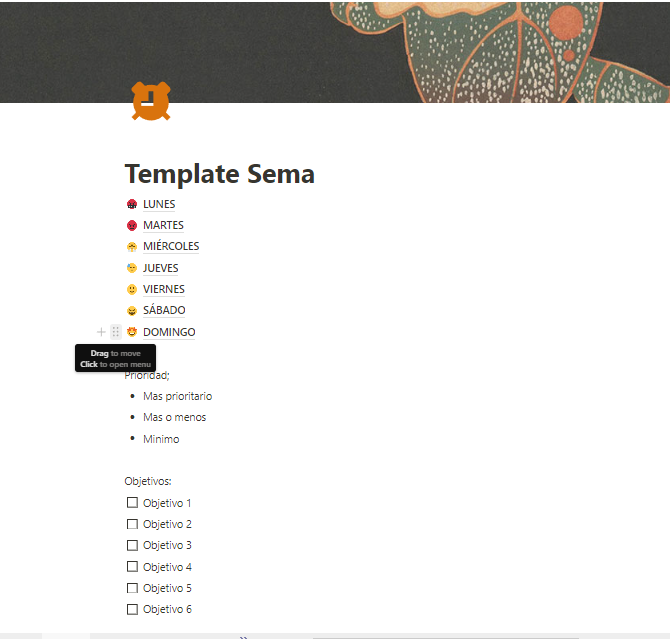 Template Sema
LUNES
MARTES
MIÉRCOLES
JUEVES
VIERNES
SÁBADO
DOMINGO
Drag to move
Click to open menu
Prioridad;
Mas prioritario
Mas o menos
Minimo
Objetivos:
Objetivo 1
Objetivo 2
Objetivo 3
Objetivo 4
Objetivo 5
Objetivo 6